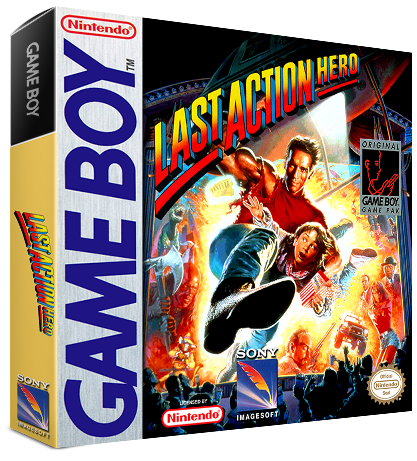 GAME BOY
LAST ACTION
HERO
SONY
IMAGESOFT
Nintendo
GAME BOY
TM
LAST ACTION HERO
ORIGINAL
GAME BOY
GAME PAK
SONY
IMAGESOFT
LICENSED BY
Nintendo
Official
Nintendo
Seal